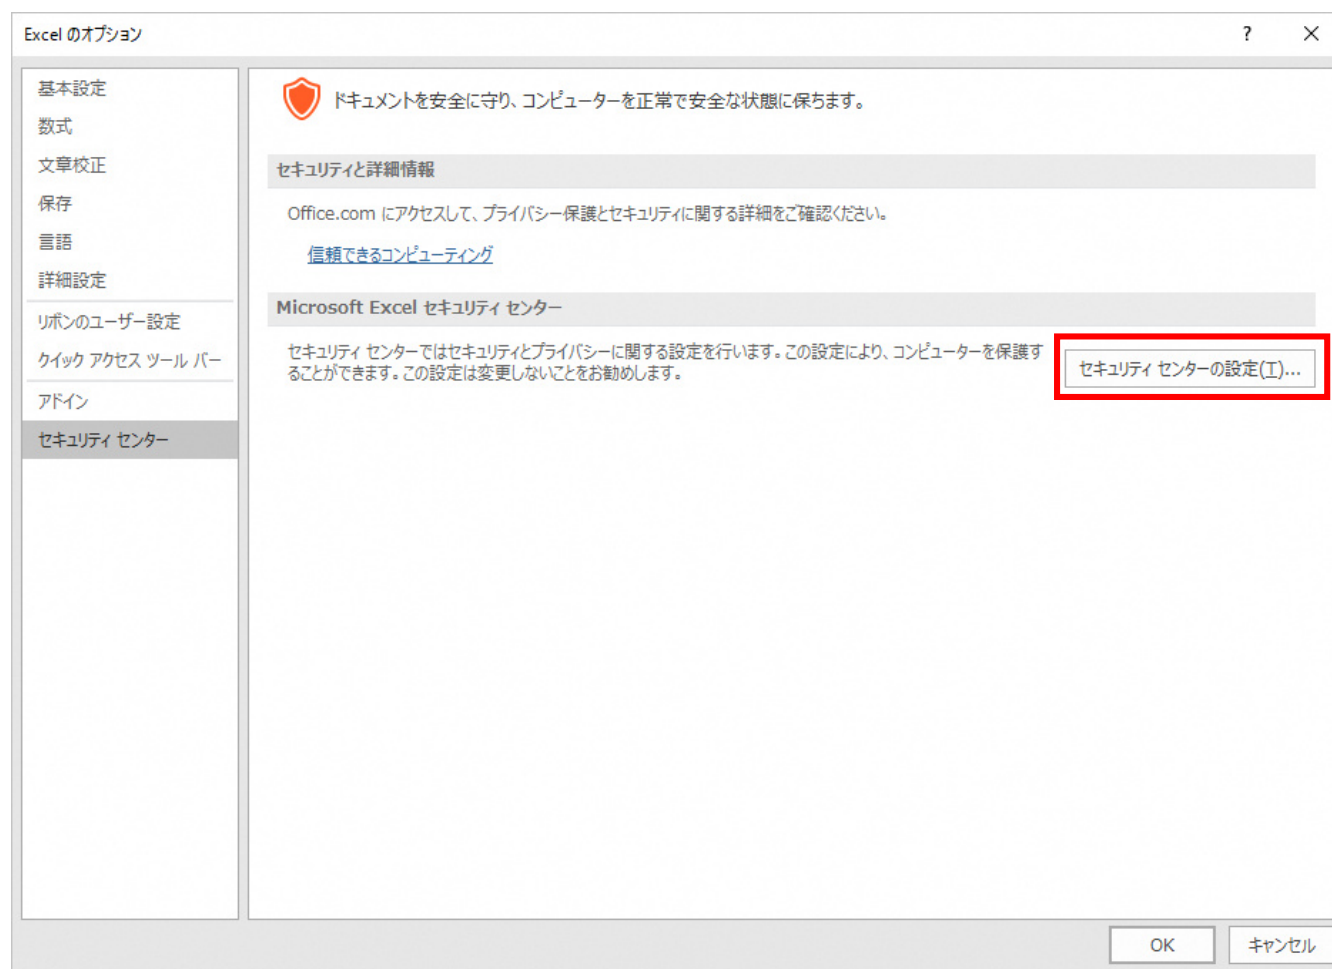 Excel のオプション
?
基本設定
数式
文章校正
保存
言語
詳細設定
リボンのユーザー設定
クイック アクセス ツール バー
アドイン
セキュリティ センター
ドキュメントを安全に守り、コンピューターを正常で安全な状態に保ちます。
セキュリティと詳細情報
Office.com にアクセスして、プライバシー保護とセキュリティに関する詳細をご確認ください。
信頼できるコンピューティング
Microsoft Excel セキュリティ センター
セキュリティ センターではセキュリティとプライバシーに関する設定を行います。この設定により、コンピューターを保護す
ることができます。この設定は変更しないことをお勧めします。
セキュリティ センターの設定(T)...
OK
キャンセル